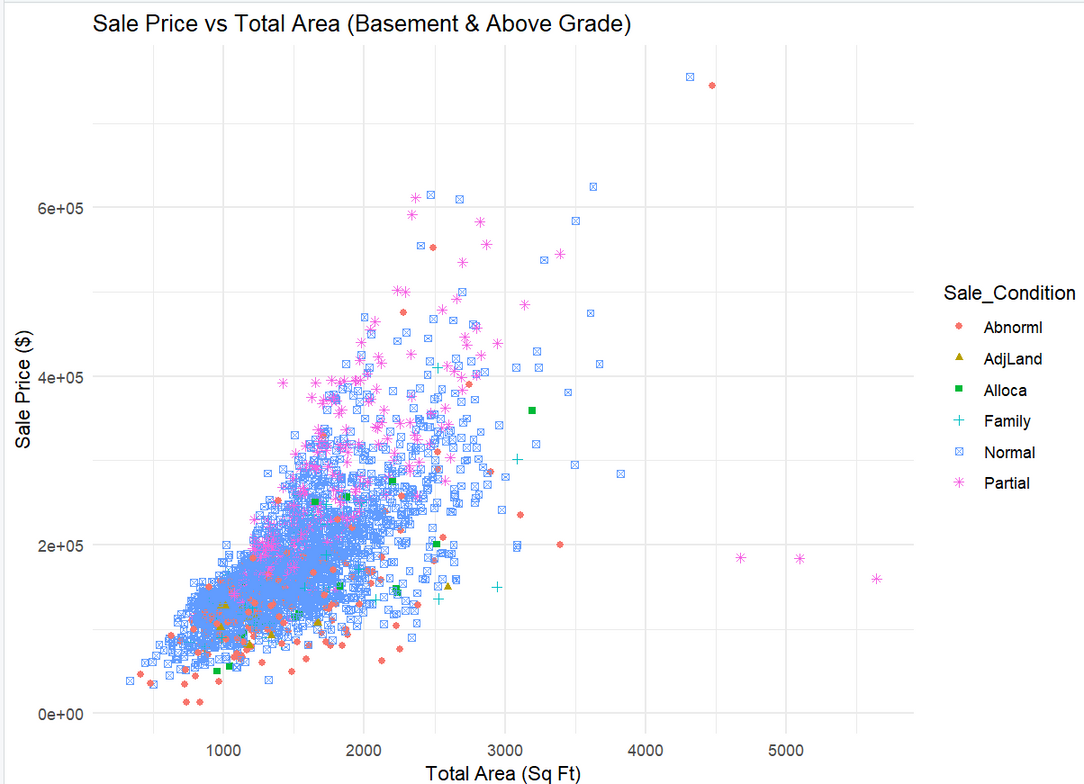 Sale Price vs Total Area (Basement & Above Grade)
Sale Price ($)
6e+05
4e+05
2e+05
0e+00
1000 2000 3000 4000 5000
Total Area (Sq Ft)
Sale_Condition
Abnorml
AdjLand
Alloca
Family
Normal
Partial